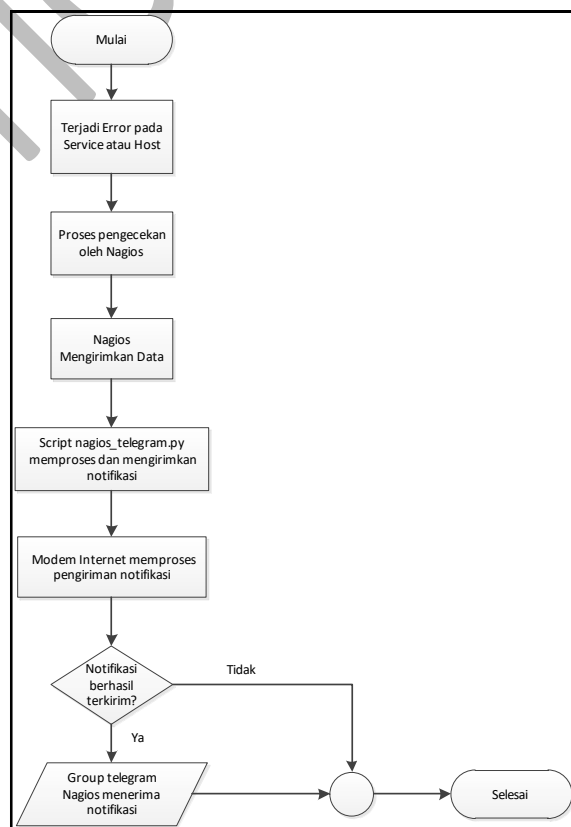 Mulai
Terjadi Error pada
Service atau Host
Proses pengecekan
oleh Nagios
Nagios
Mengirimkan Data
Script nagios_telegram.py
memproses dan mengirimkan
notifikasi
Modem Internet memproses
pengiriman notifikasi
Notifikasi
berhasil
terkirim?
Tidak
Ya
Group telegram
Nagios menerima
notifikasi
Selesai